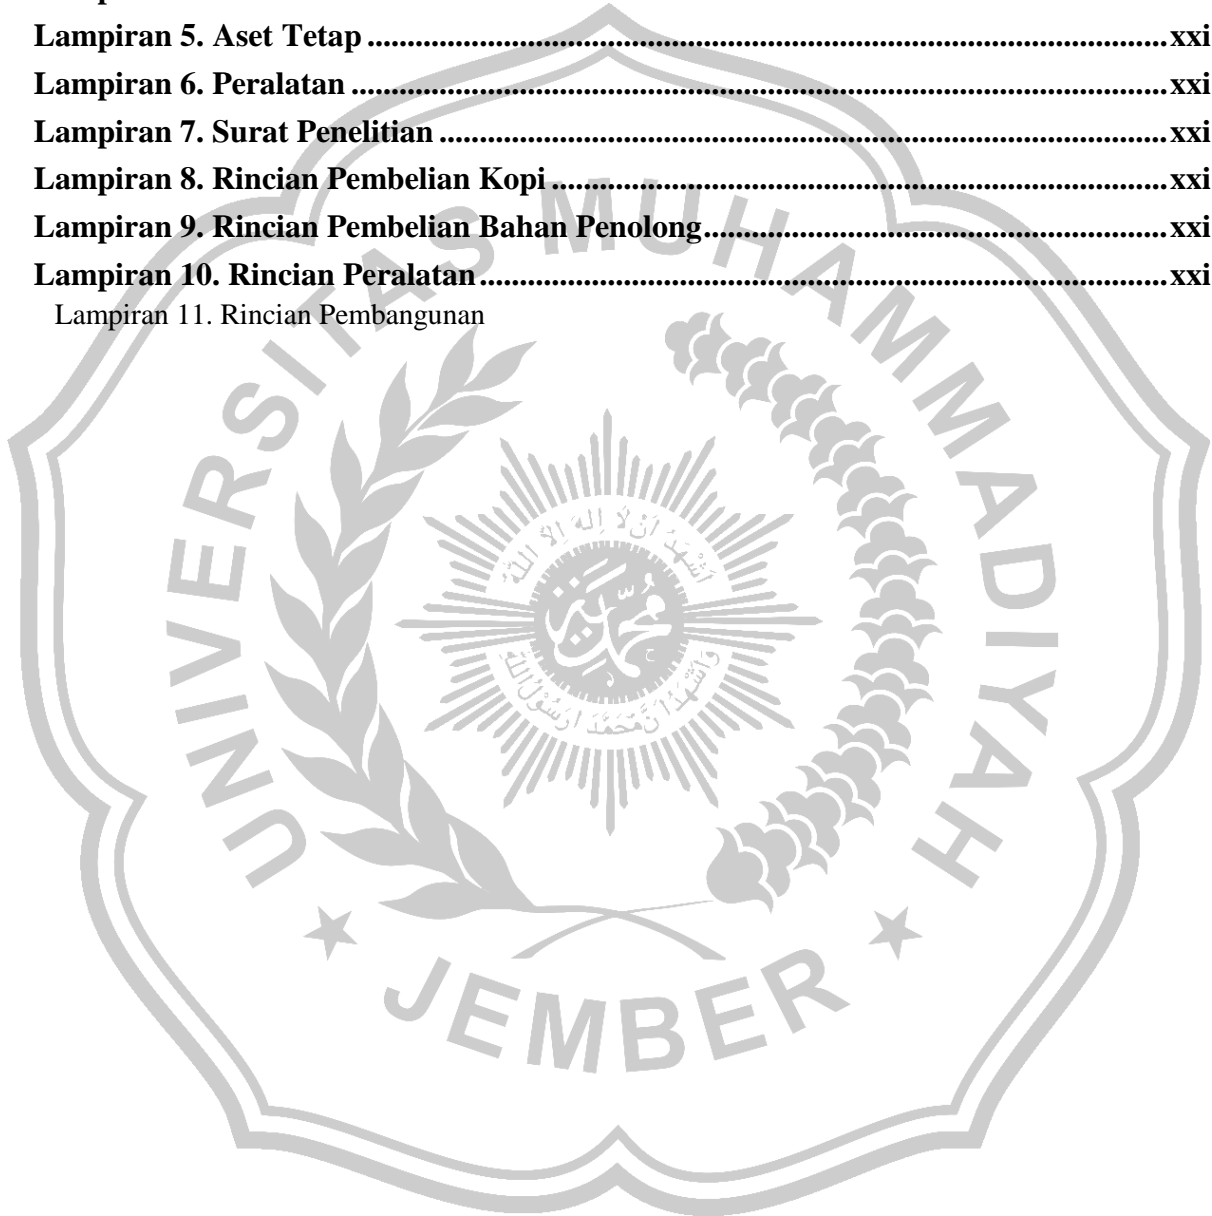 Lampiran 5. Aset Tetap....................................................................................................xxi
Lampiran 6. Peralatan......................................................................................................xxi
Lampiran 7. Surat Penelitian...........................................................................................xxi
Lampiran 8. Rincian Pembelian Kopi.............................................................................xxi
Lampiran 9. Rincian Pembelian Bahan Penolong..........................................................xxi
Lampiran 10. Rincian Peralatan......................................................................................xxi
Lampiran 11. Rincian Pembangunan
UNIVERSITAS MUHAMMADIYAH
JEMBER